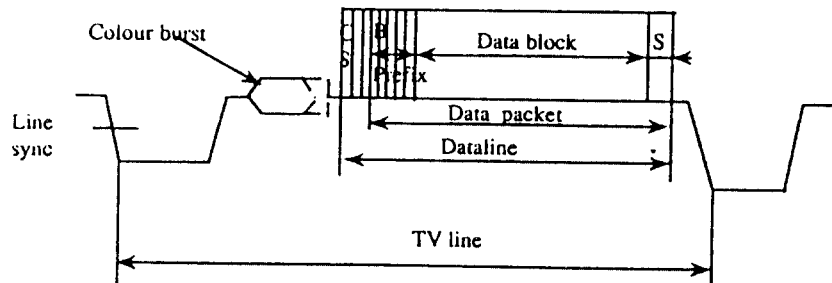 Colour burst
C
S
B
Prefix
Data block
S
Line
sync
Data packet
Dataline
TV line